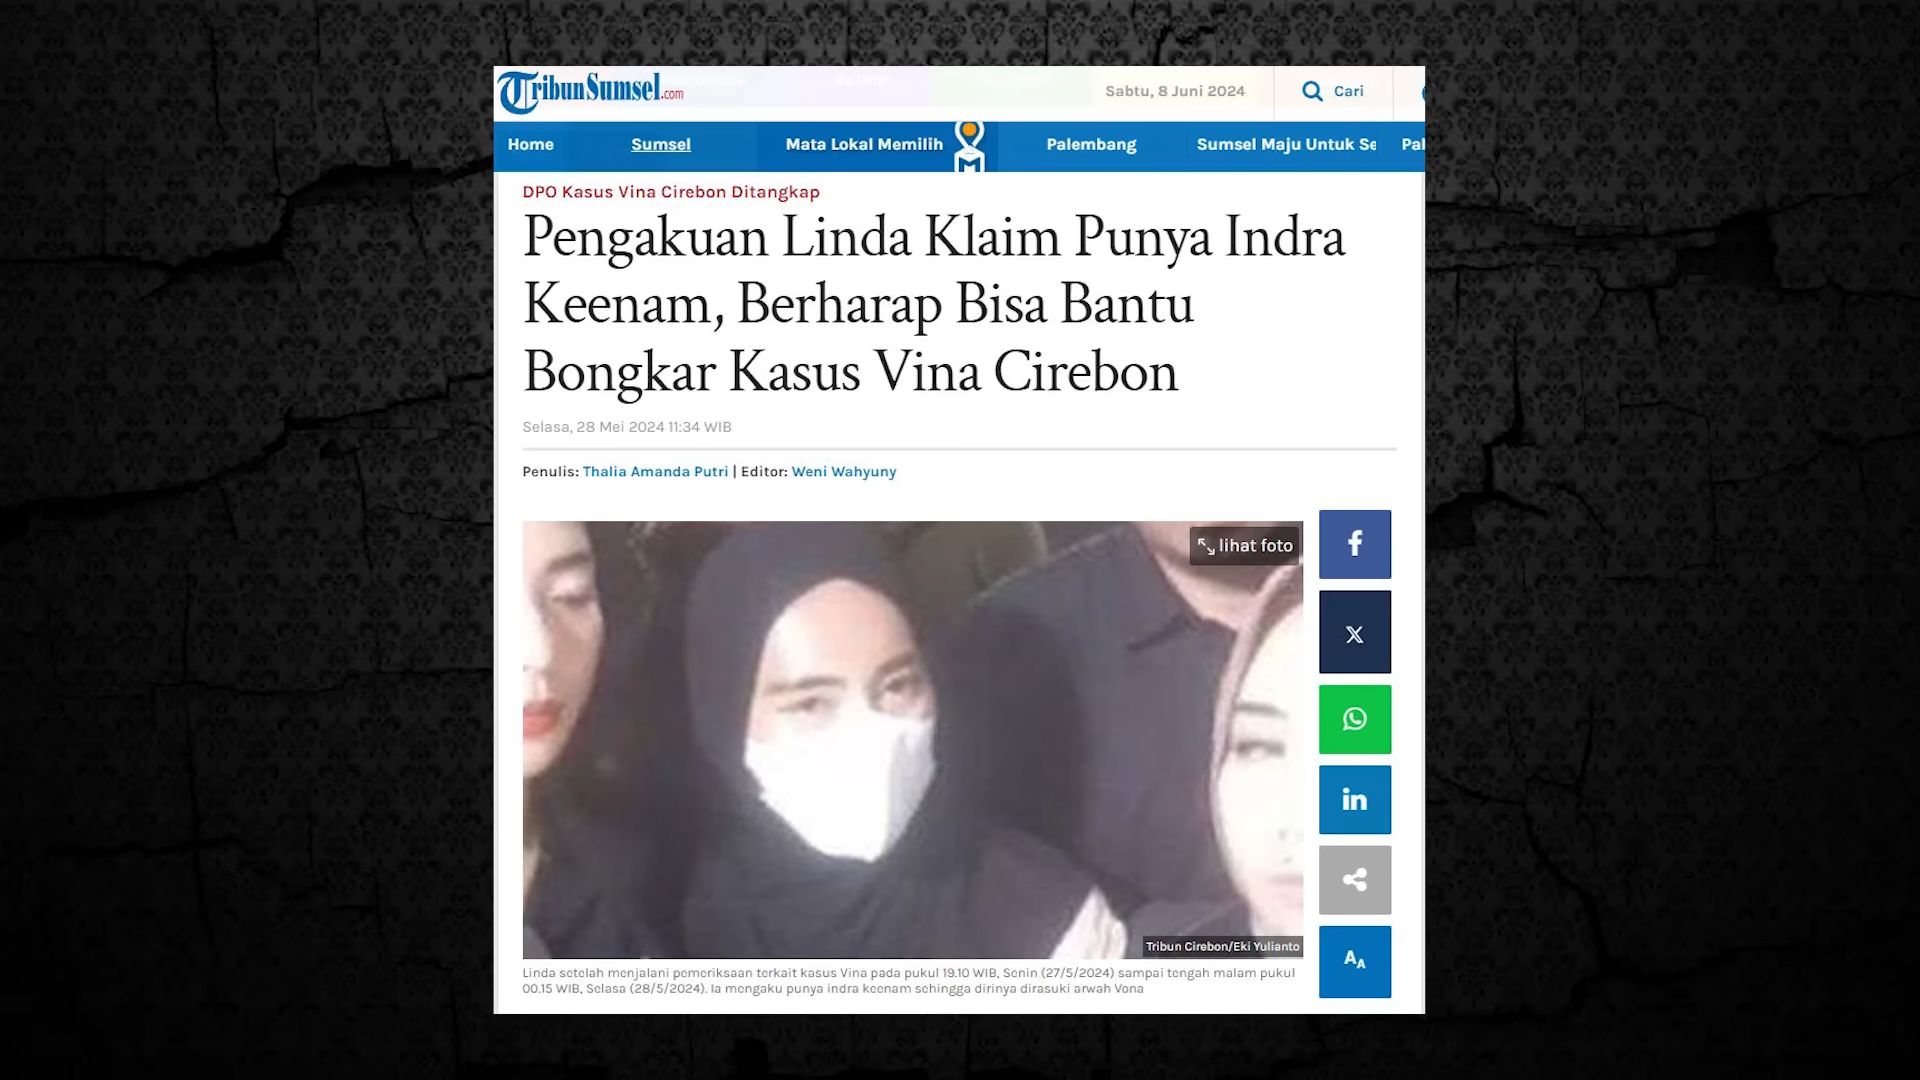 TribunSumsel.com
Sabtu, 8 Juni 2024
Cari
Home
Sumsel
Mata Lokal Memilih
Palembang
Sumsel Maju Untuk Se
Pal
DPO Kasus Vina Cirebon Ditangkap
Pengakuan Linda Klaim Punya Indra
Keenam, Berharap Bisa Bantu
Bongkar Kasus Vina Cirebon
Selasa, 28 Mei 2024 11:34 WIB
Penulis: Thalia Amanda Putri | Editor: Weni Wahyuny
lihat foto
Tribun Cirebon/Eki Yulianto
Linda setelah menjalani pemeriksaan terkait kasus Vina pada pukul 19.10 WIB, Senin (27/5/2024) sampai tengah malam pukul
00.15 WIB, Selasa (28/5/2024). Ia mengaku punya indra keenam sehingga dirinya dirasuki arwah Vona
f
X
in
AA